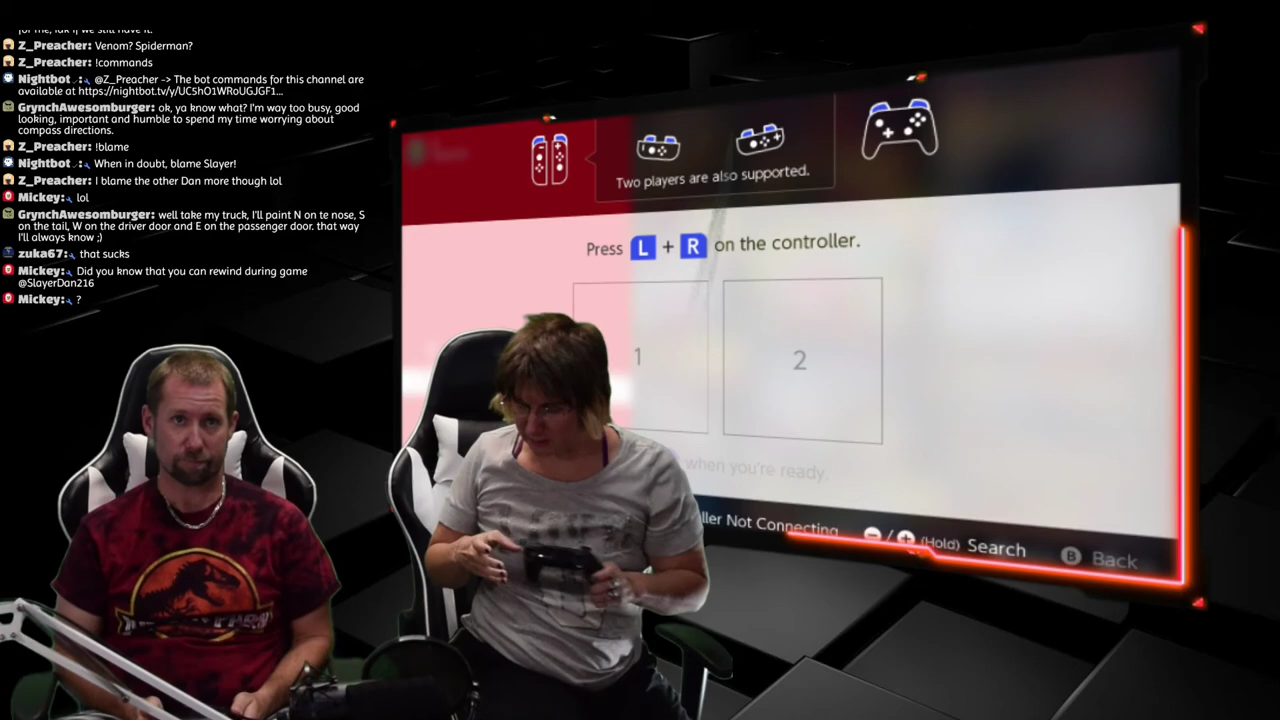 Z_Preacher: Venom? Spiderman?
Z_Preacher: !commands
Nightbot : @Z_Preacher -> The bot commands for this channel are
available at https://nightbot.tv/y/UCShO1WRoUGJGF1...
GrynchAwesomburger: ok, ya know what? I'm way too busy, good
looking, important and humble to spend my time worrying about
compass directions.
Z_Preacher: !blame
Nightbot : When in doubt, blame Slayer!
Z_Preacher: I blame the other Dan more though lol
Mickey: lol
GrynchAwesomburger: well take my truck, I'll paint N on te nose, S
on the tail, W on the driver door and E on the passenger door. that way
I'll always know ;)
zuka67: that sucks
Mickey: Did you know that you can rewind during game
@SlayerDan216
Mickey: ?
Two players are also supported.
Press L + R on the controller.
1
2
when you're ready.
Not Connecting
−/+ (Hold) Search
B Back